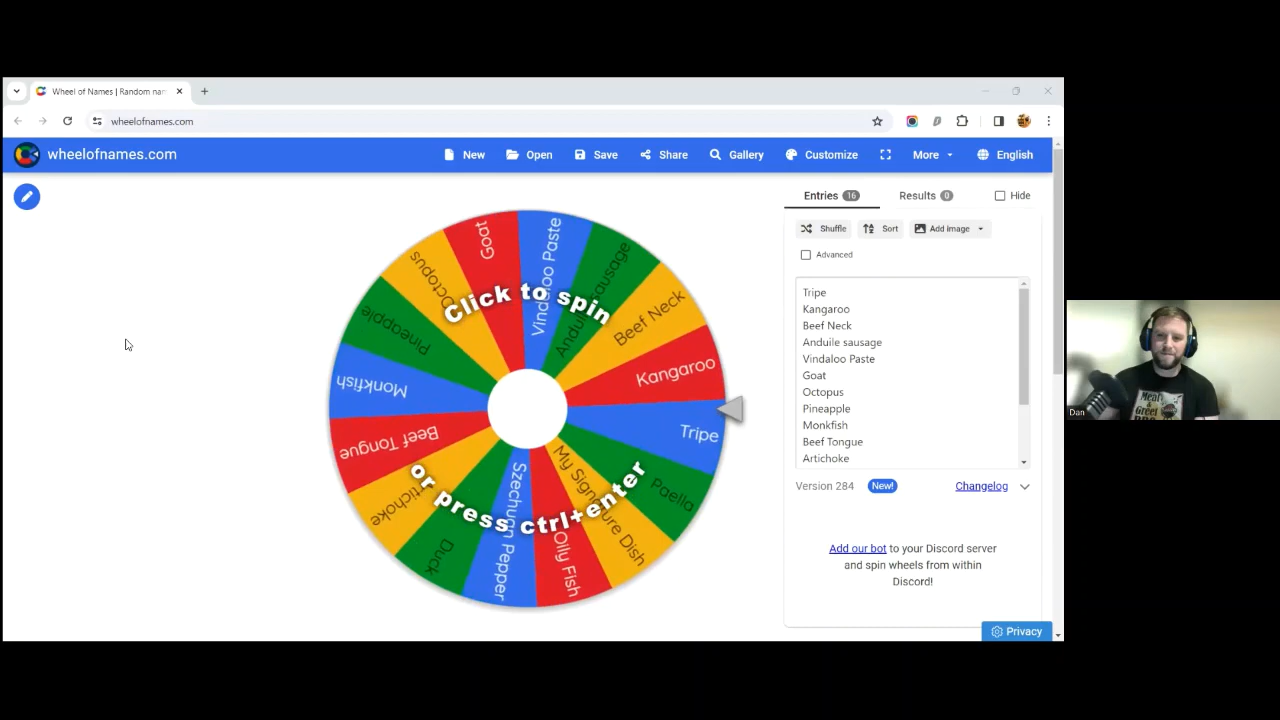 Wheel of Names | Random nam
wheelofnames.com
wheelofnames.com
New
Open
Save
Share
Gallery
Customize
More
English
Entries 16
Results 0
Hide
Shuffle
Sort
Add image
Advanced
Tripe
Kangaroo
Beef Neck
Anduile sausage
Vindaloo Paste
Goat
Octopus
Pineapple
Monkfish
Beef Tongue
Artichoke
Version 284
New!
Changelog
Add our bot to your Discord server
and spin wheels from within
Discord!
Privacy
Click to spin
or press ctrl+enter
Goat
Vindaloo Paste
Anduile sausage
Beef Neck
Kangaroo
Tripe
Paella
My Signature Dish
Oily Fish
Szechuan Pepper
Duck
Artichoke
Beef Tongue
Monkfish
Pineapple
Octopus
Dan
Meat
& Greet
BBQ